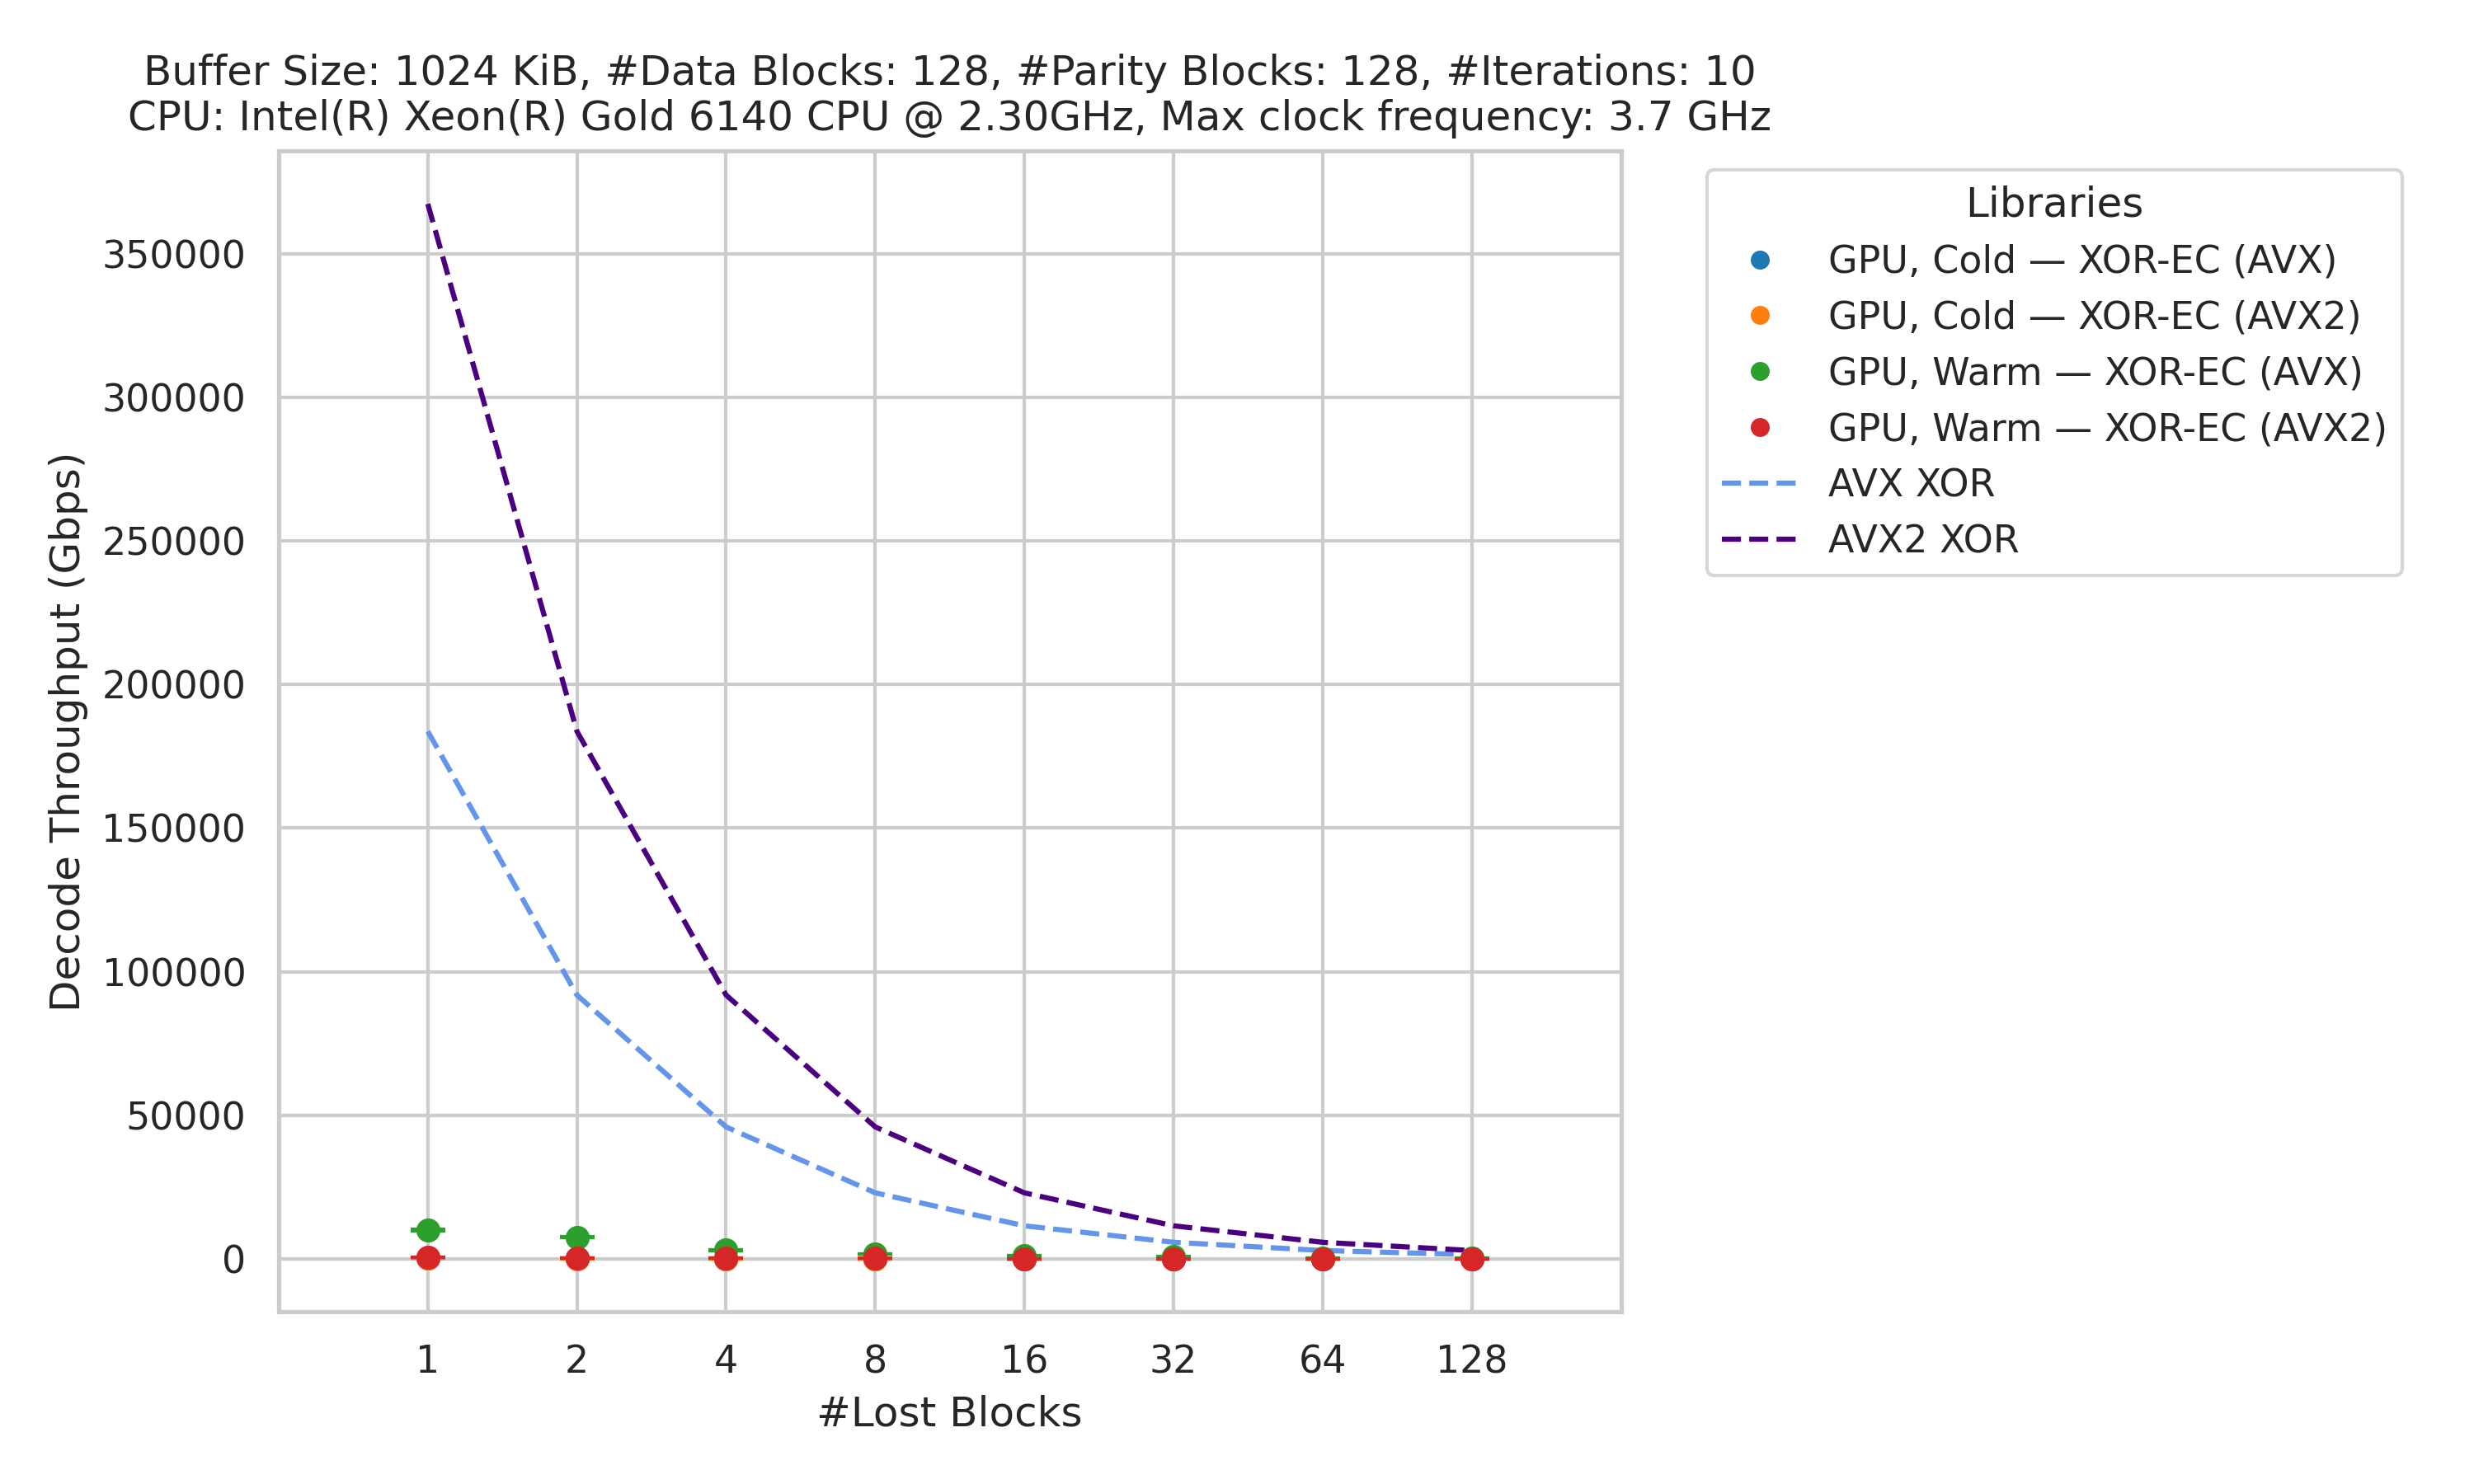 Buffer Size: 1024 KiB, #Data Blocks: 128, #Parity Blocks: 128, #Iterations: 10
CPU: Intel(R) Xeon(R) Gold 6140 CPU @ 2.30GHz, Max clock frequency: 3.7 GHz
Decode Throughput (Gbps)
350000
300000
250000
200000
150000
100000
50000
0
1 2 4 8 16 32 64 128
#Lost Blocks
Libraries
GPU, Cold — XOR-EC (AVX)
GPU, Cold — XOR-EC (AVX2)
GPU, Warm — XOR-EC (AVX)
GPU, Warm — XOR-EC (AVX2)
AVX XOR
AVX2 XOR